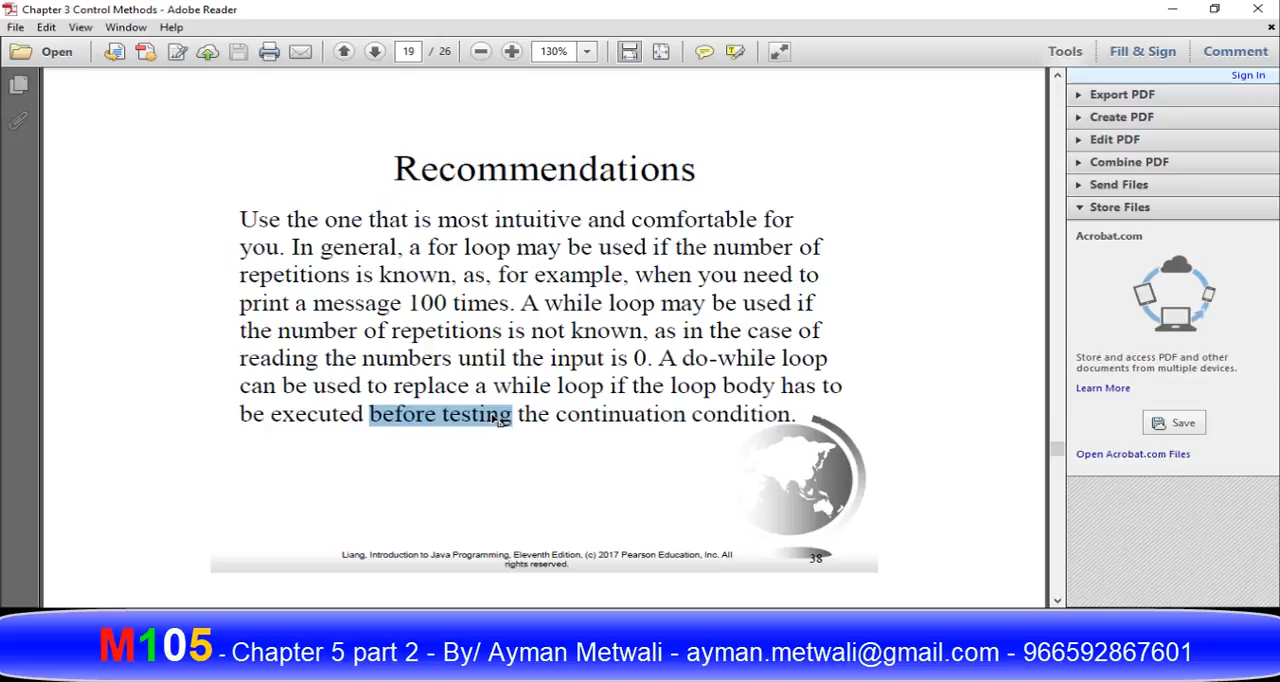 Chapter 3 Control Methods - Adobe Reader
File Edit View Window Help
Open 19 / 26 130% Tools Fill & Sign Comment
Sign In
Export PDF
Create PDF
Edit PDF
Combine PDF
Send Files
Store Files
Acrobat.com
Store and access PDF and other
documents from multiple devices.
Learn More
Save
Open Acrobat.com Files
Recommendations
Use the one that is most intuitive and comfortable for
you. In general, a for loop may be used if the number of
repetitions is known, as, for example, when you need to
print a message 100 times. A while loop may be used if
the number of repetitions is not known, as in the case of
reading the numbers until the input is 0. A do-while loop
can be used to replace a while loop if the loop body has to
be executed before testing the continuation condition.
Liang, Introduction to Java Programming, Eleventh Edition, (c) 2017 Pearson Education, Inc. All
rights reserved.
38
M105 - Chapter 5 part 2 - By/ Ayman Metwali - ayman.metwali@gmail.com - 966592867601